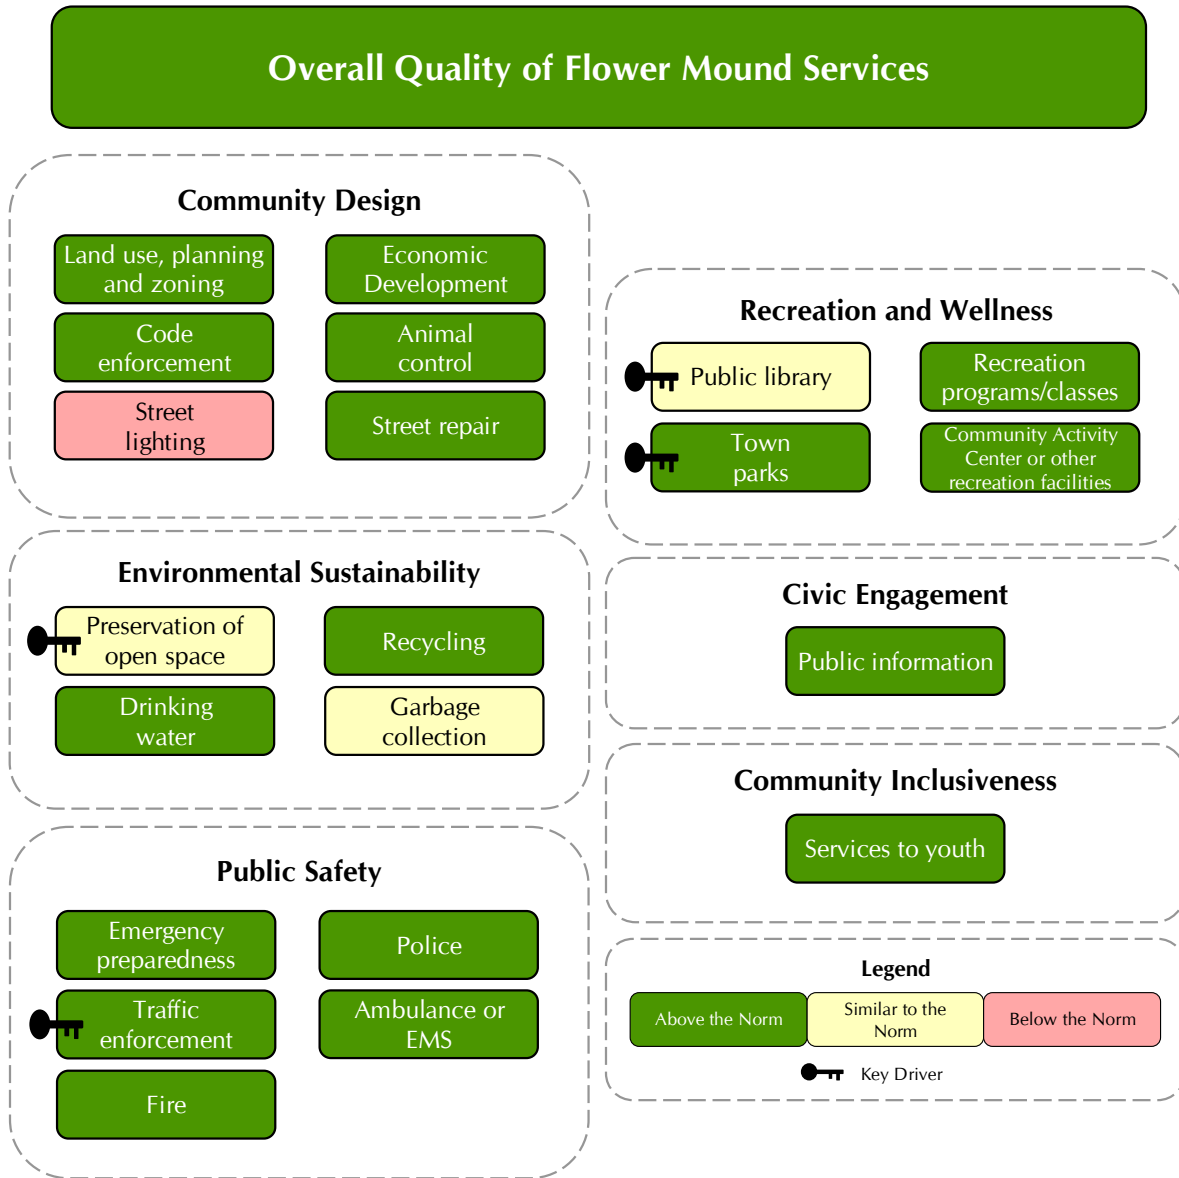 Overall Quality of Flower Mound Services
Community Design
Land use, planning
and zoning
Economic
Development
Code
enforcement
Animal
control
Street
lighting
Street repair
Environmental Sustainability
Preservation of
open space
Recycling
Drinking
water
Garbage
collection
Public Safety
Emergency
preparedness
Police
Traffic
enforcement
Ambulance or
EMS
Fire
Recreation and Wellness
Public library
Recreation
programs/classes
Town
parks
Community Activity
Center or other
recreation facilities
Civic Engagement
Public information
Community Inclusiveness
Services to youth
Legend
Above the Norm
Similar to the
Norm
Below the Norm
Key Driver